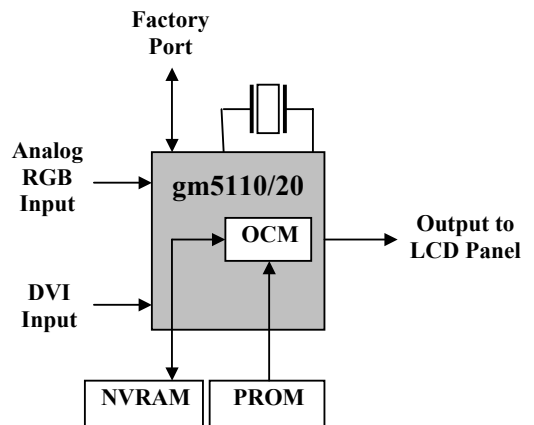 Factory
Port
Analog
RGB
Input
gm5110/20
OCM
Output to
LCD Panel
DVI
Input
NVRAM
PROM